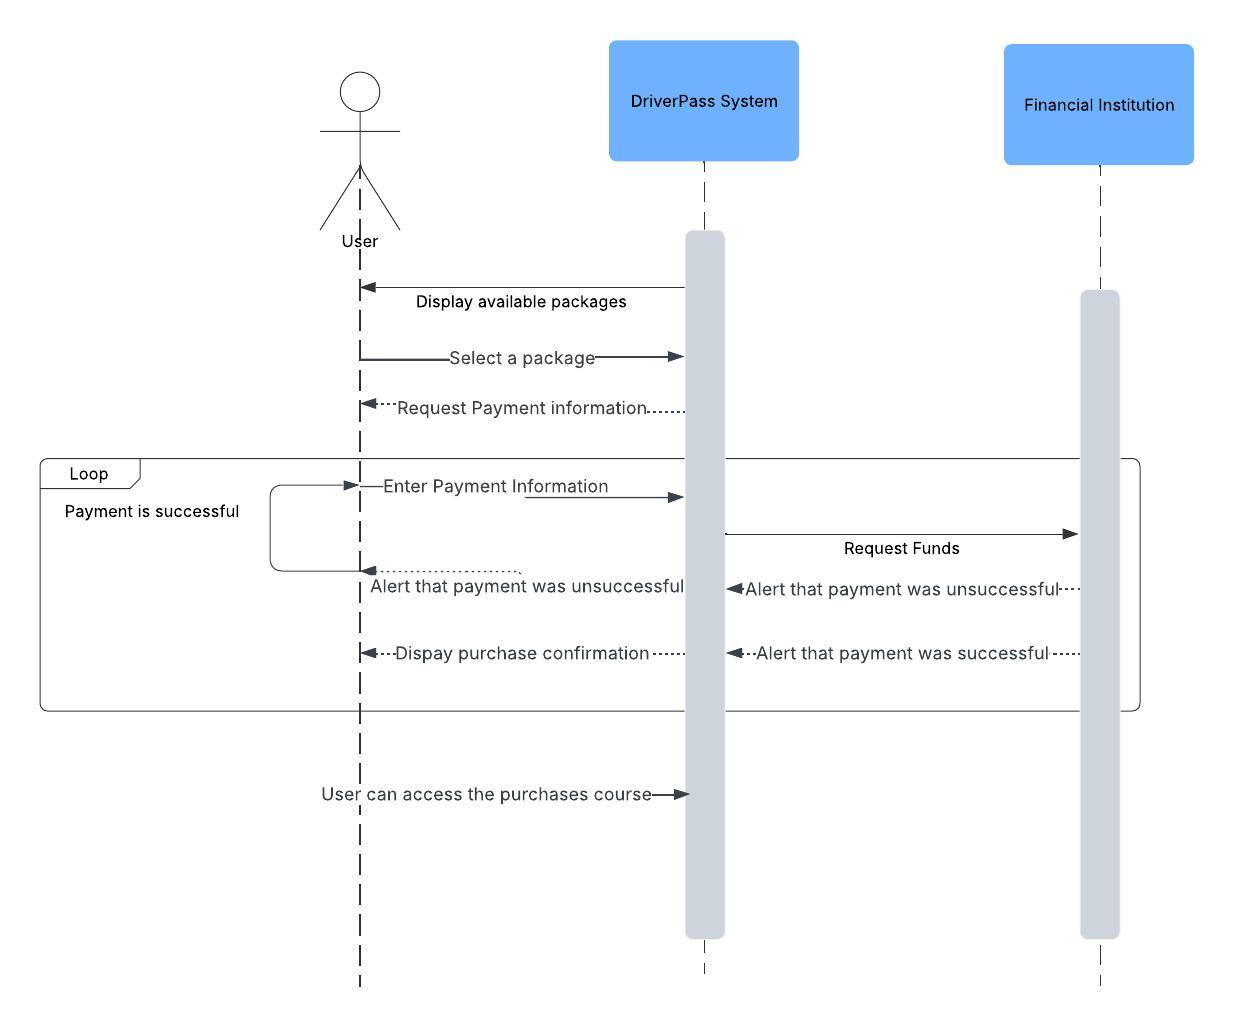 DriverPass System
Financial Institution
User
Display available packages
Select a package
Request Payment information
Loop
Enter Payment Information
Payment is successful
Request Funds
Alert that payment was unsuccessful
Alert that payment was unsuccessful
Dispay purchase confirmation
Alert that payment was successful
User can access the purchases course